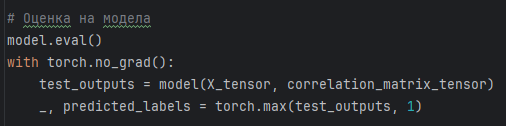 # Оценка на модела
model.eval()
with torch.no_grad():
    test_outputs = model(X_tensor, correlation_matrix_tensor)
    _, predicted_labels = torch.max(test_outputs, 1)